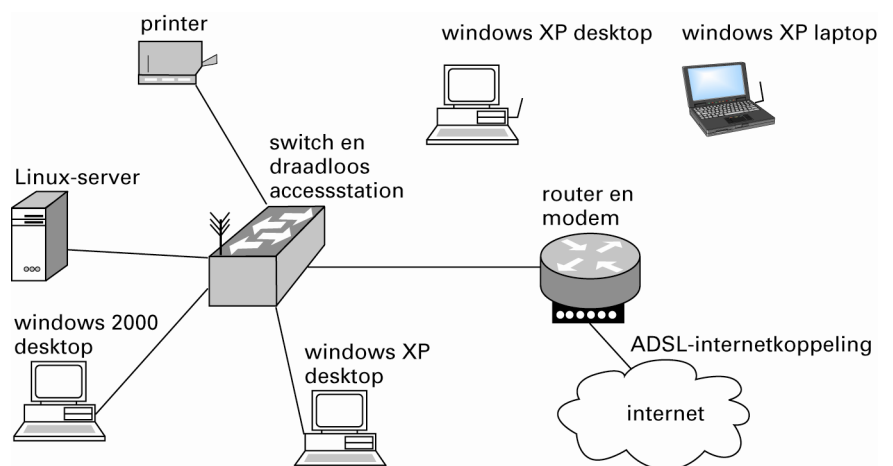 printer
windows XP desktop
windows XP laptop
switch en
draadloos
accessstation
Linux-server
router en
modem
windows 2000
desktop
windows XP
desktop
ADSL-internetkoppeling
internet